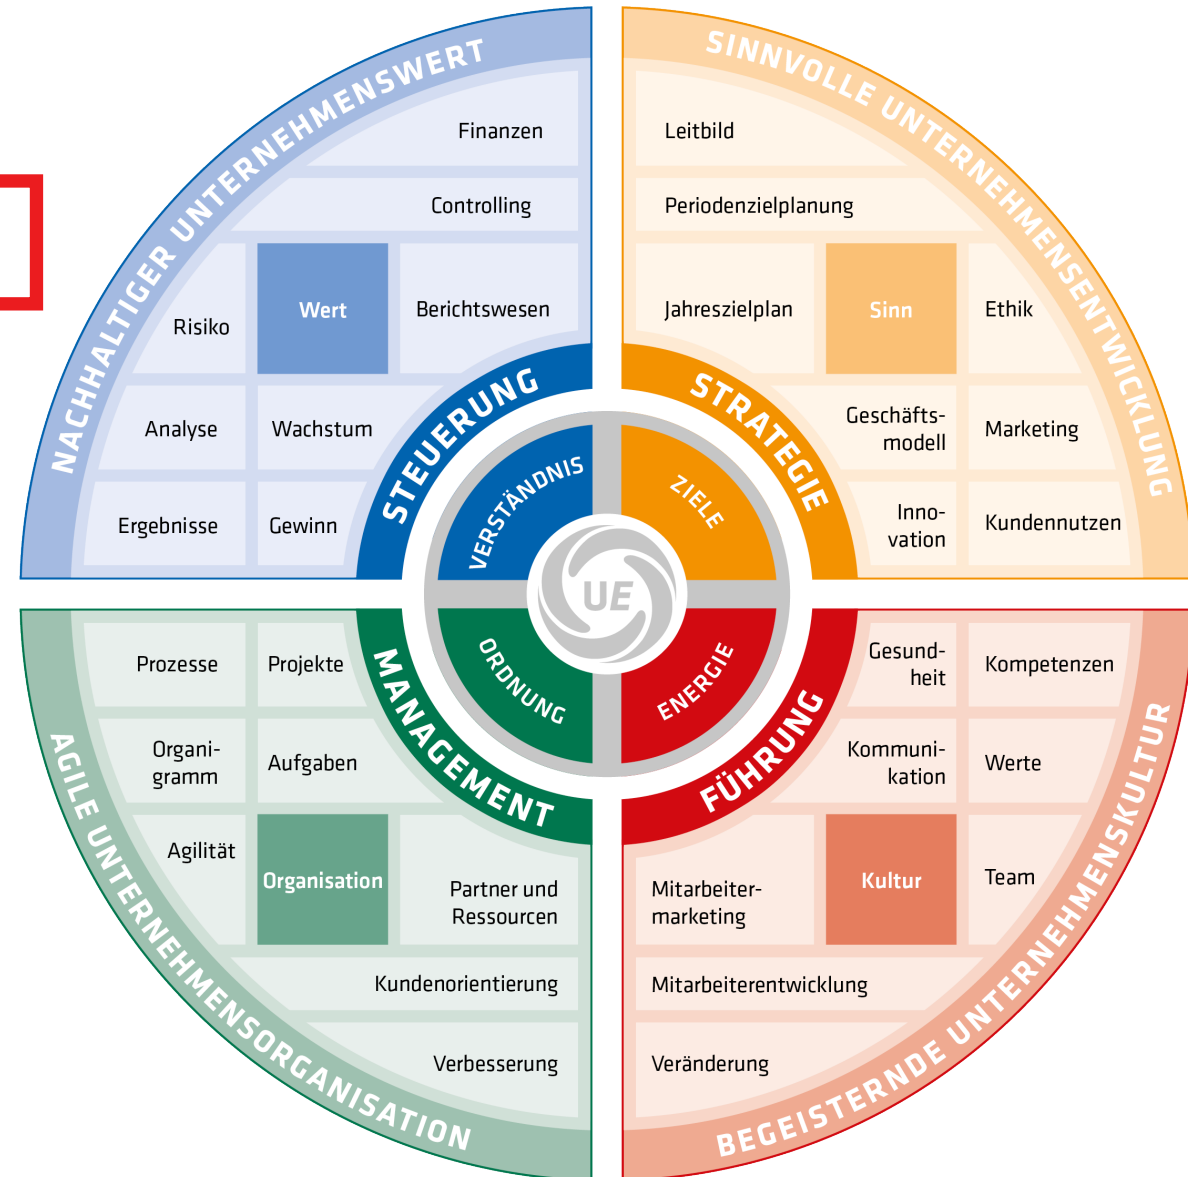 NACHHALTIGER UNTERNEHMENSWERT
Finanzen
Controlling
Risiko
Wert
Berichtswesen
Analyse
Wachstum
Ergebnisse
Gewinn
STEUERUNG
VERSTÄNDNIS
SINNVOLLE UNTERNEHMENSENTWICKLUNG
Leitbild
Periodenzielplanung
Jahreszielplan
Sinn
Ethik
Geschäfts-
modell
Marketing
Inno-
vation
Kundennutzen
STRATEGIE
ZIELE
UE
Prozesse
Projekte
Organi-
gramm
Aufgaben
Agilität
Organisation
Partner und
Ressourcen
Kundenorientierung
Verbesserung
MANAGEMENT
ORDNUNG
AGILE UNTERNEHMENSORGANISATION
Gesund-
heit
Kompetenzen
Kommuni-
kation
Werte
Mitarbeiter-
marketing
Kultur
Team
Mitarbeiterentwicklung
Veränderung
FÜHRUNG
ENERGIE
BEGEISTERNDE UNTERNEHMENSKULTUR